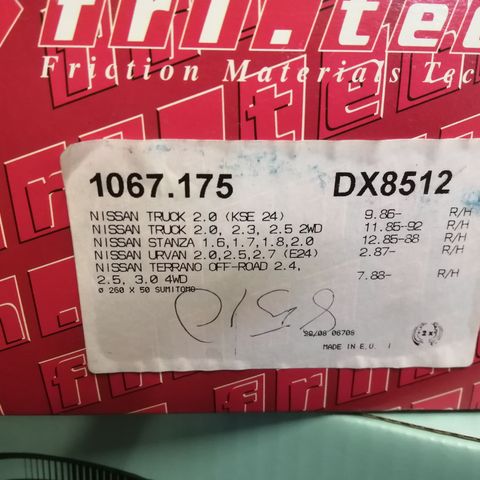 fri.tec
Friction Materials Tec
1067.175 DX8512
NISSAN TRUCK 2.0 (KSE 24) 9.85- R/H
NISSAN TRUCK 2.0, 2.3, 2.5 2WD 11.85-92 R/H
NISSAN STANZA 1.6,1.7,1.8,2.0 12.85-88 R/H
NISSAN URVAN 2.0,2.5,2.7 (E24) 2.87- R/H
NISSAN TERRANO OFF-ROAD 2.4,
2.5, 3.0 4WD 7.88- R/H
Ø 260 X 50 SUMITOMO
MADE IN E.U.